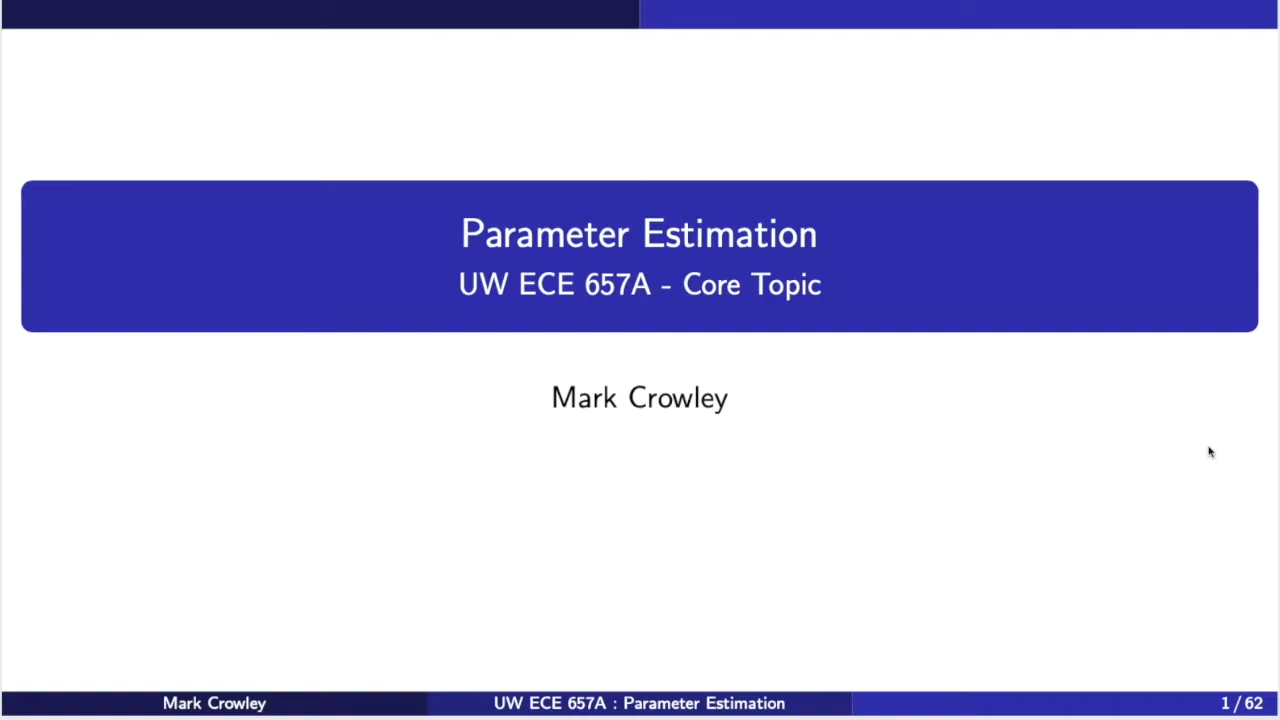 Parameter Estimation
UW ECE 657A - Core Topic
Mark Crowley
Mark Crowley
UW ECE 657A : Parameter Estimation
1 / 62